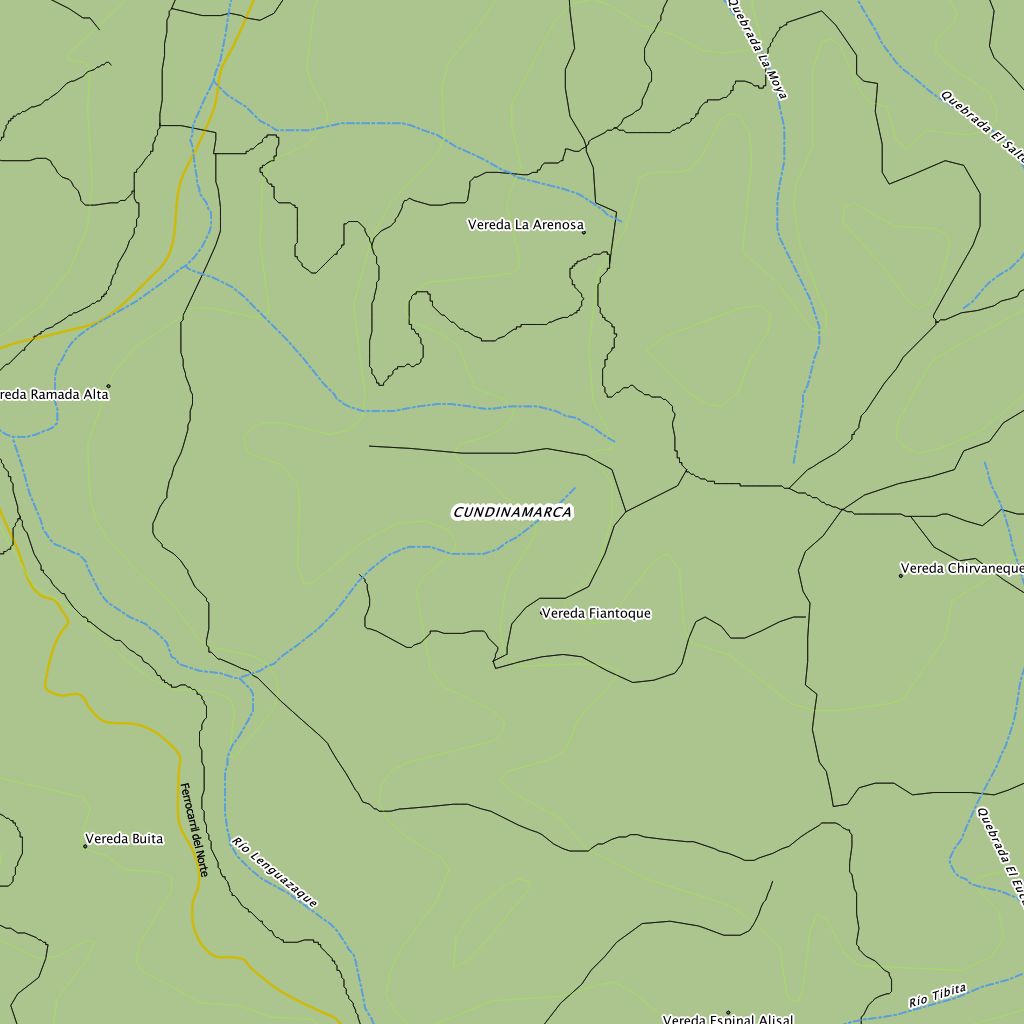 Quebrada La Moya
Quebrada El Salto
Vereda La Arenosa
reda Ramada Alta
CUNDINAMARCA
Vereda Chirvaneque
Vereda Fiantoque
Ferrocarril del Norte
Vereda Buita
Río Lenguazaque
Quebrada El Euca
Río Tibita
Vereda Espinal Alisal